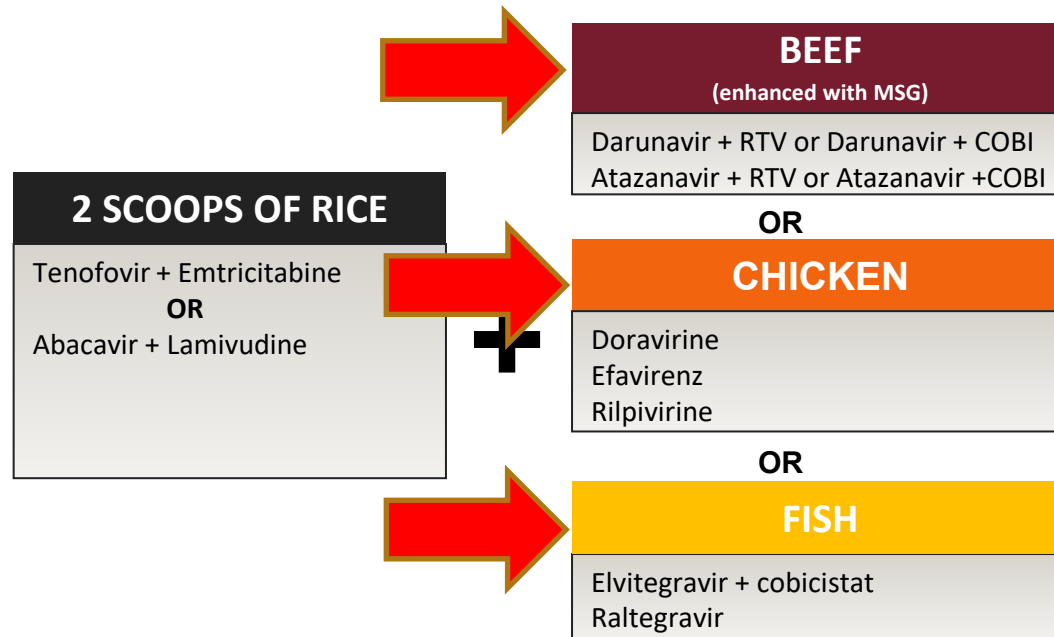 2 SCOOPS OF RICE
Tenofovir + Emtricitabine
OR
Abacavir + Lamivudine
+
BEEF
(enhanced with MSG)
Darunavir + RTV or Darunavir + COBI
Atazanavir + RTV or Atazanavir +COBI
OR
CHICKEN
Doravirine
Efavirenz
Rilpivirine
OR
FISH
Elvitegravir + cobicistat
Raltegravir